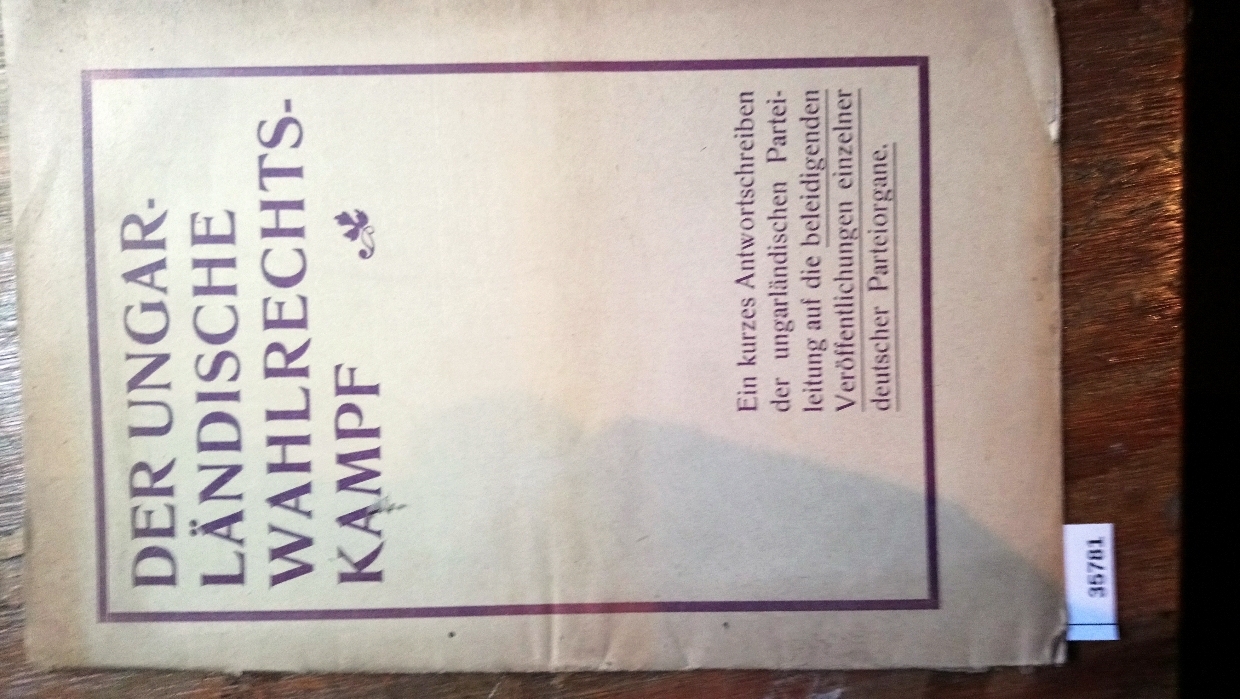 DER UNGAR-
LÄNDISCHE
WAHLRECHTS-
KAMPF
Ein kurzes Antwortschreiben
der ungarländischen Partei-
leitung auf die beleidigenden
Veröffentlichungen einzelner
deutscher Parteiorgane.
35781